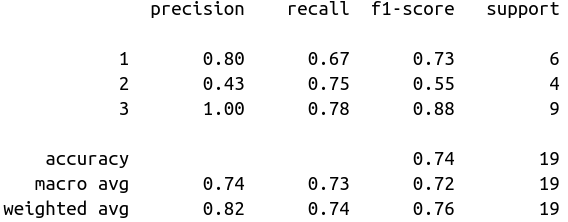 precision recall f1-score support
1 0.80 0.67 0.73 6
2 0.43 0.75 0.55 4
3 1.00 0.78 0.88 9
accuracy 0.74 19
macro avg 0.74 0.73 0.72 19
weighted avg 0.82 0.74 0.76 19